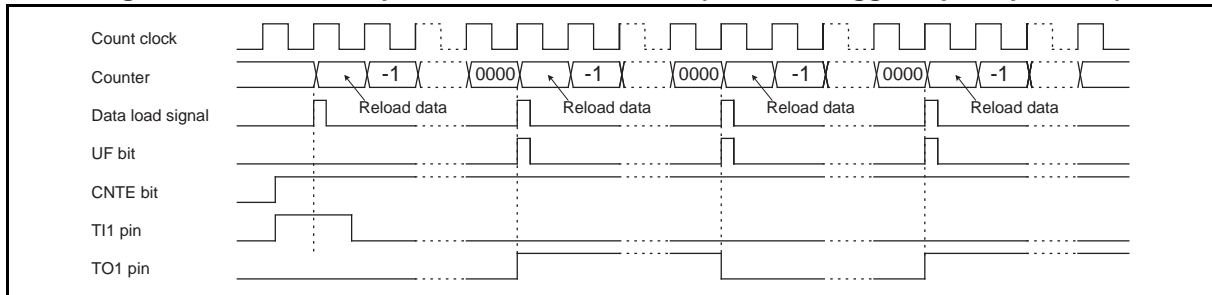 Count clock
Counter
-1 0000 -1 0000 -1 0000 -1
Reload data Reload data Reload data Reload data
Data load signal
UF bit
CNTE bit
TI1 pin
TO1 pin